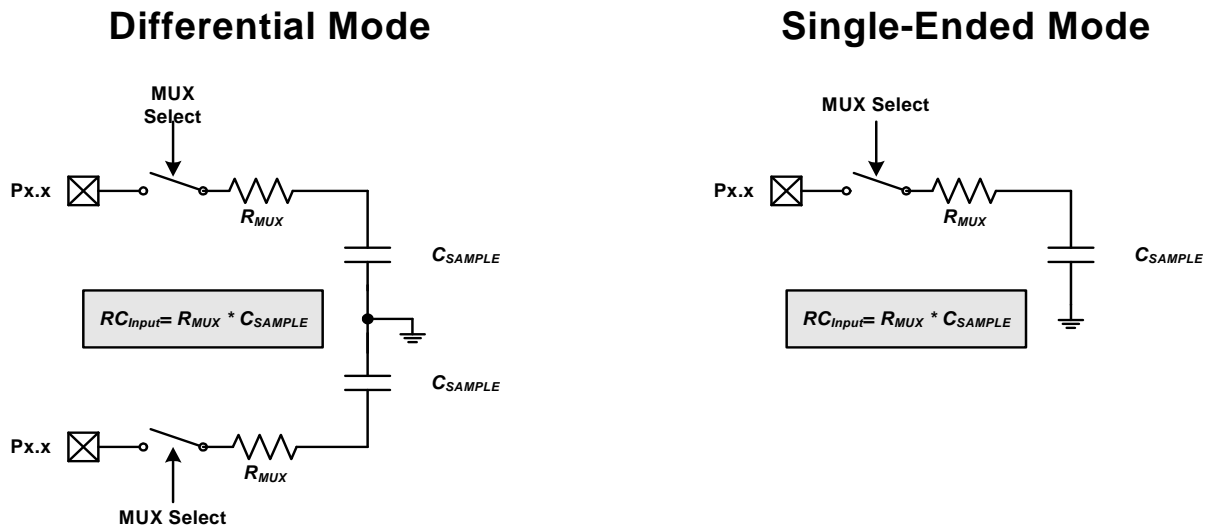 Differential Mode
MUX
Select
Px.x
RMUX
CSAMPLE
RCInput= RMUX * CSAMPLE
CSAMPLE
Px.x
RMUX
MUX Select
Single-Ended Mode
MUX Select
Px.x
RMUX
CSAMPLE
RCInput= RMUX * CSAMPLE